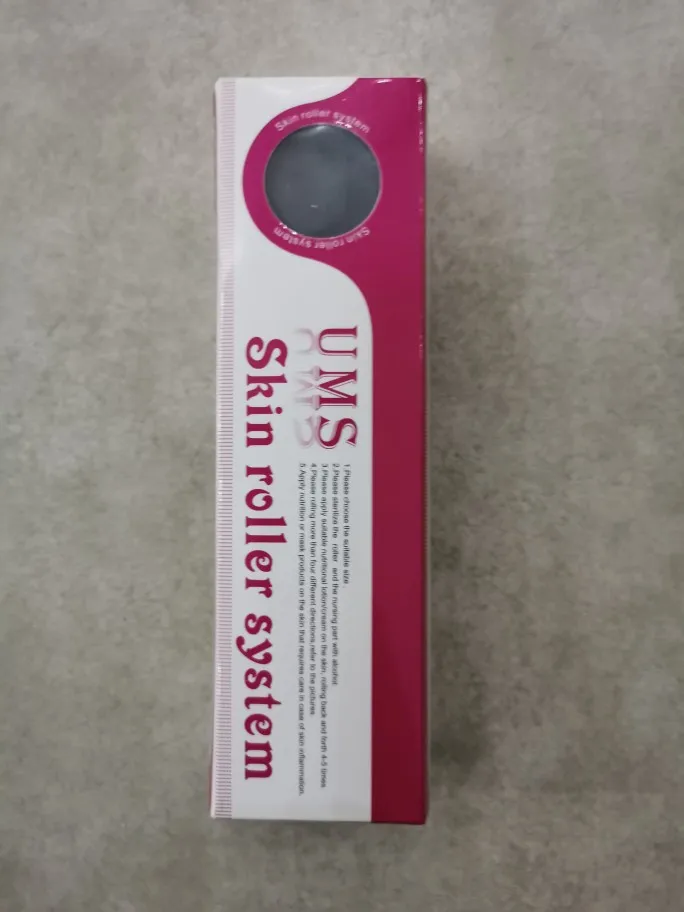 Skin roller system
Skin roller system
UMS
1.Please choose the suitable size
2.Please sterilize the roller and the nursing part with alcohol
3.Please apply suitable nutritional lotion/cream on the skin, rolling back and forth 4-5 times
4.Please rolling more than four different directions,refer to the pictures
5.Apply nutrition or mask products on the skin that requires care in case of skin inflammation.
Skin roller system